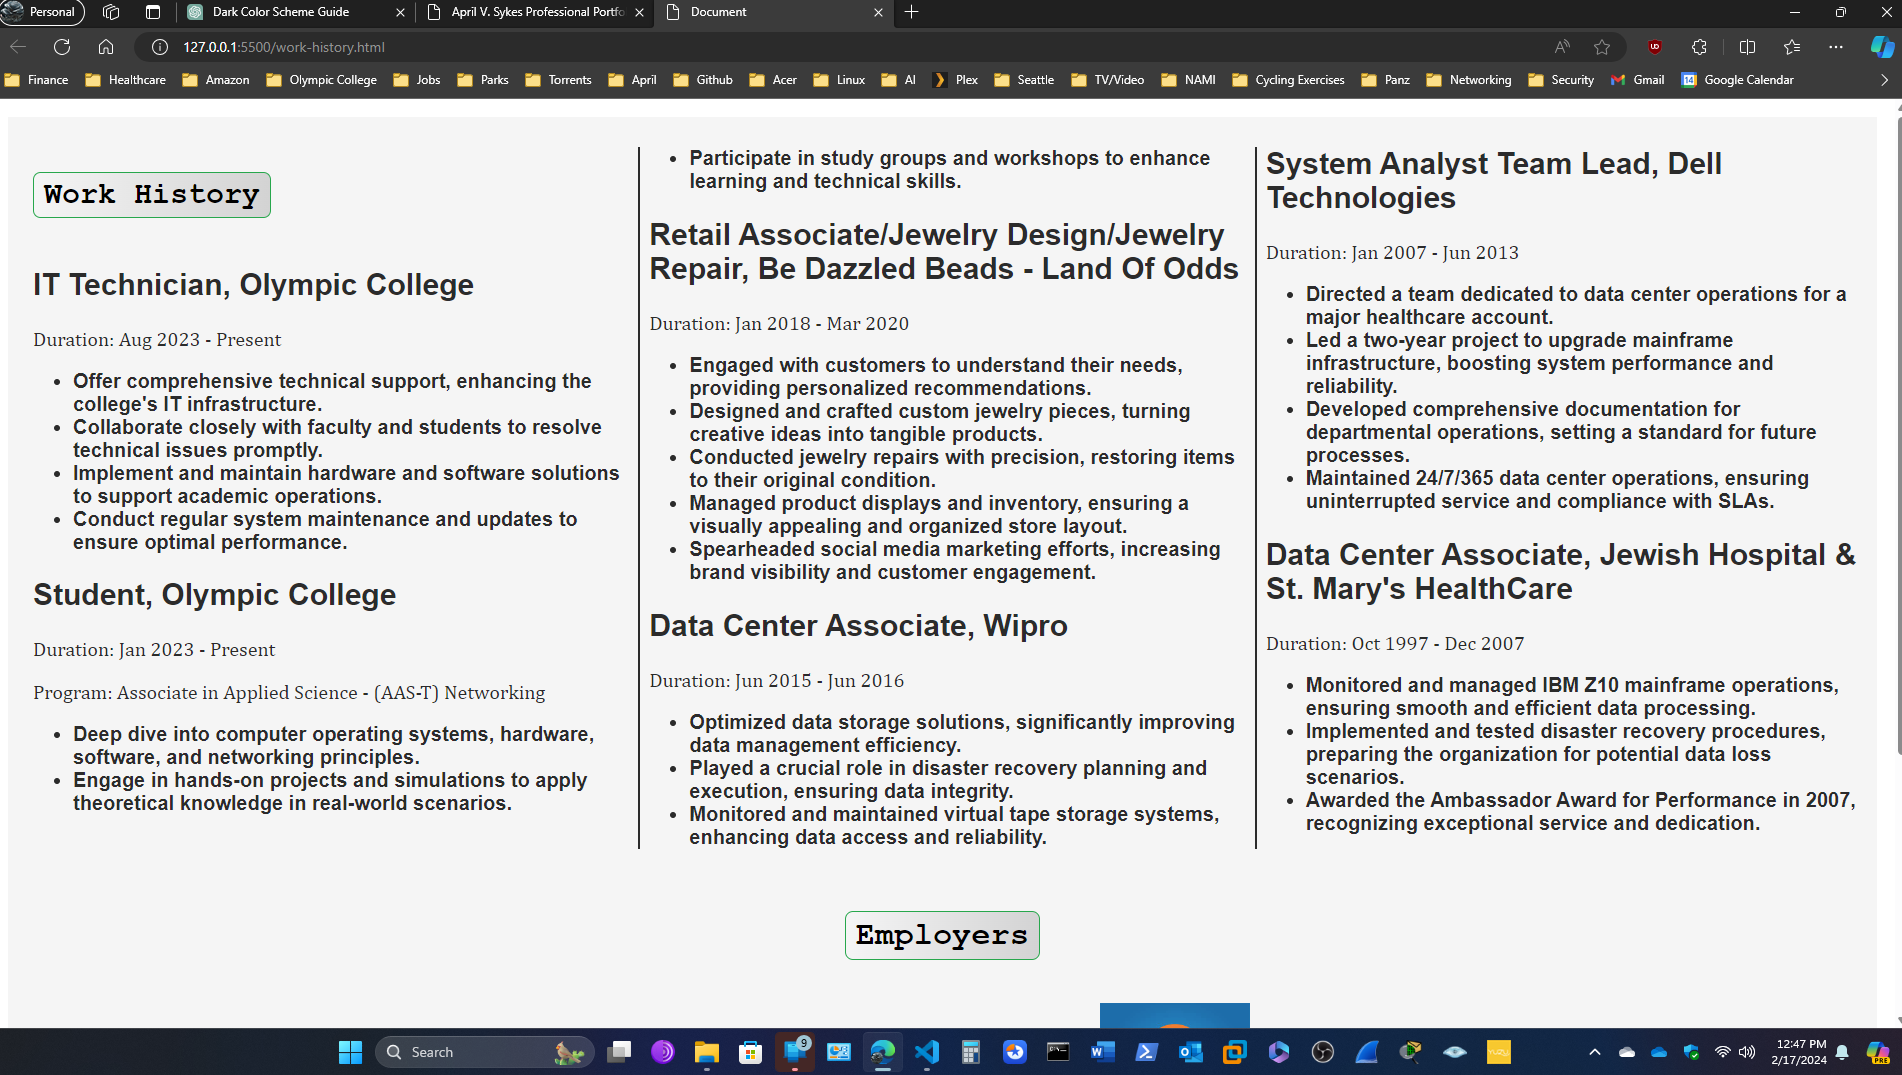 Personal
Dark Color Scheme Guide
April V. Sykes Professional Portfo
Document
127.0.0.1:5500/work-history.html
Finance
Healthcare
Amazon
Olympic College
Jobs
Parks
Torrents
April
Github
Acer
Linux
AI
Plex
Seattle
TV/Video
NAMI
Cycling Exercises
Panz
Networking
Security
Gmail
Google Calendar
Work History
IT Technician, Olympic College
Duration: Aug 2023 - Present
• Offer comprehensive technical support, enhancing the
college's IT infrastructure.
• Collaborate closely with faculty and students to resolve
technical issues promptly.
• Implement and maintain hardware and software solutions
to support academic operations.
• Conduct regular system maintenance and updates to
ensure optimal performance.
Student, Olympic College
Duration: Jan 2023 - Present
Program: Associate in Applied Science - (AAS-T) Networking
• Deep dive into computer operating systems, hardware,
software, and networking principles.
• Engage in hands-on projects and simulations to apply
theoretical knowledge in real-world scenarios.
• Participate in study groups and workshops to enhance
learning and technical skills.
Retail Associate/Jewelry Design/Jewelry
Repair, Be Dazzled Beads - Land Of Odds
Duration: Jan 2018 - Mar 2020
• Engaged with customers to understand their needs,
providing personalized recommendations.
• Designed and crafted custom jewelry pieces, turning
creative ideas into tangible products.
• Conducted jewelry repairs with precision, restoring items
to their original condition.
• Managed product displays and inventory, ensuring a
visually appealing and organized store layout.
• Spearheaded social media marketing efforts, increasing
brand visibility and customer engagement.
Data Center Associate, Wipro
Duration: Jun 2015 - Jun 2016
• Optimized data storage solutions, significantly improving
data management efficiency.
• Played a crucial role in disaster recovery planning and
execution, ensuring data integrity.
• Monitored and maintained virtual tape storage systems,
enhancing data access and reliability.
System Analyst Team Lead, Dell
Technologies
Duration: Jan 2007 - Jun 2013
• Directed a team dedicated to data center operations for a
major healthcare account.
• Led a two-year project to upgrade mainframe
infrastructure, boosting system performance and
reliability.
• Developed comprehensive documentation for
departmental operations, setting a standard for future
processes.
• Maintained 24/7/365 data center operations, ensuring
uninterrupted service and compliance with SLAs.
Data Center Associate, Jewish Hospital &
St. Mary's HealthCare
Duration: Oct 1997 - Dec 2007
• Monitored and managed IBM Z10 mainframe operations,
ensuring smooth and efficient data processing.
• Implemented and tested disaster recovery procedures,
preparing the organization for potential data loss
scenarios.
• Awarded the Ambassador Award for Performance in 2007,
recognizing exceptional service and dedication.
Employers
Search
9
12:47 PM
2/17/2024